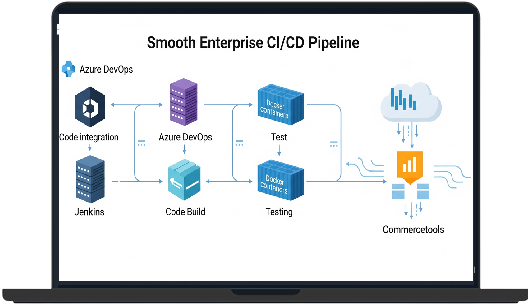 Smooth Enterprise CI/CD Pipeline
Azure DevOps
Docker
containers
Code integration
Azure DevOps
Test
Docker
containers
Jenkins
Code Build
Testing
Commercetools